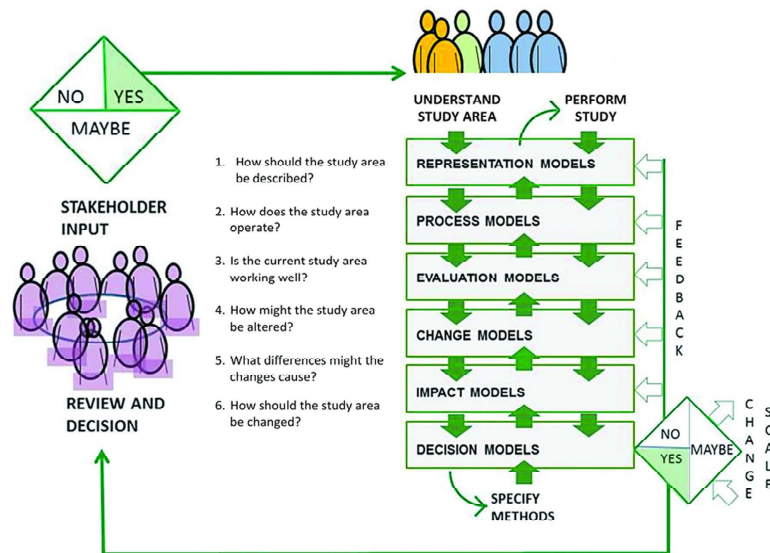 NO
YES
MAYBE
STAKEHOLDER
INPUT
REVIEW AND
DECISION
1. How should the study area
be described?
2. How does the study area
operate?
3. Is the current study area
working well?
4. How might the study area
be altered?
5. What differences might the
changes cause?
6. How should the study area
be changed?
UNDERSTAND
STUDY AREA
PERFORM
STUDY
REPRESENTATION MODELS
PROCESS MODELS
EVALUATION MODELS
CHANGE MODELS
IMPACT MODELS
DECISION MODELS
SPECIFY
METHODS
FEEDBACK
NO
MAYBE
YES
CHANGE